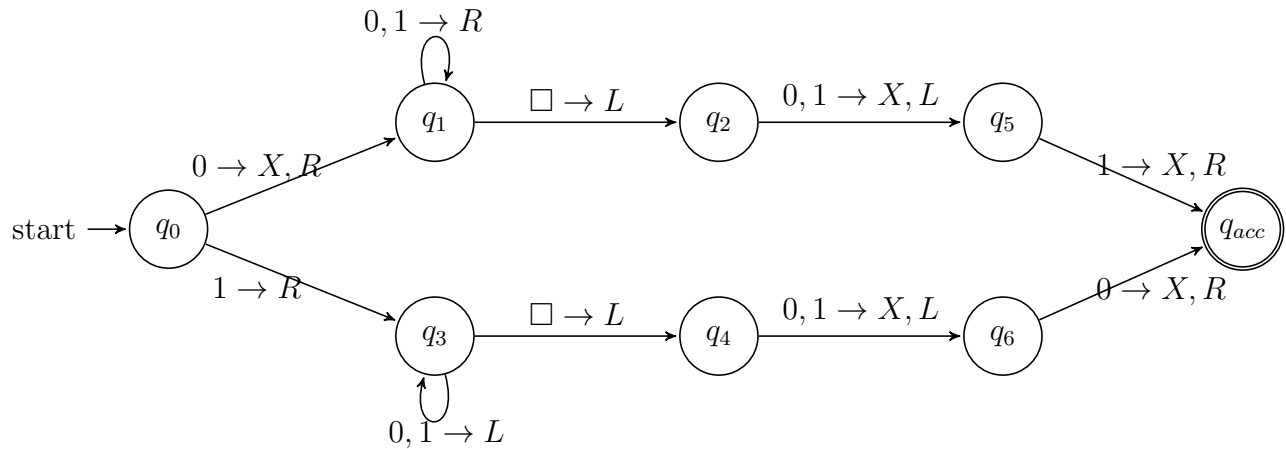 0, 1 → R
□ → L
0, 1 → X, L
q₁
q₂
q₅
0 → X, R
1 → X, R
start
q₀
q_acc
1 → R
0 → X, R
□ → L
0, 1 → X, L
q₃
q₄
q₆
0, 1 → L